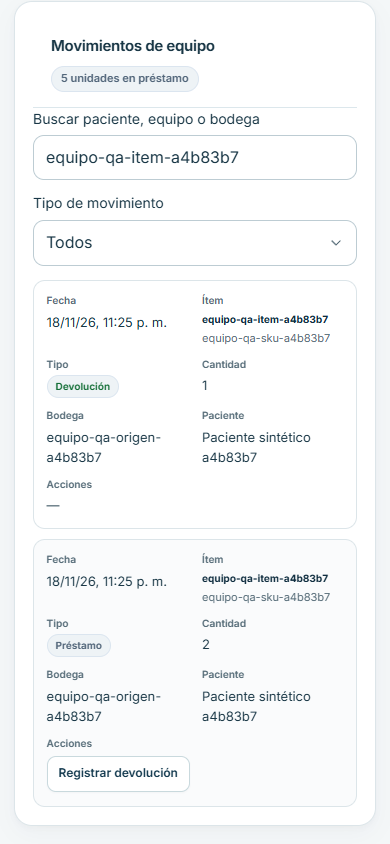 Movimientos de equipo
5 unidades en préstamo
Buscar paciente, equipo o bodega
equipo-qa-item-a4b83b7
Tipo de movimiento
Todos
Fecha
Ítem
18/11/26, 11:25 p. m.
equipo-qa-item-a4b83b7
equipo-qa-sku-a4b83b7
Tipo
Cantidad
Devolución
1
Bodega
Paciente
equipo-qa-origen-
a4b83b7
Paciente sintético
a4b83b7
Acciones
—
Fecha
Ítem
18/11/26, 11:25 p. m.
equipo-qa-item-a4b83b7
equipo-qa-sku-a4b83b7
Tipo
Cantidad
Préstamo
2
Bodega
Paciente
equipo-qa-origen-
a4b83b7
Paciente sintético
a4b83b7
Acciones
Registrar devolución